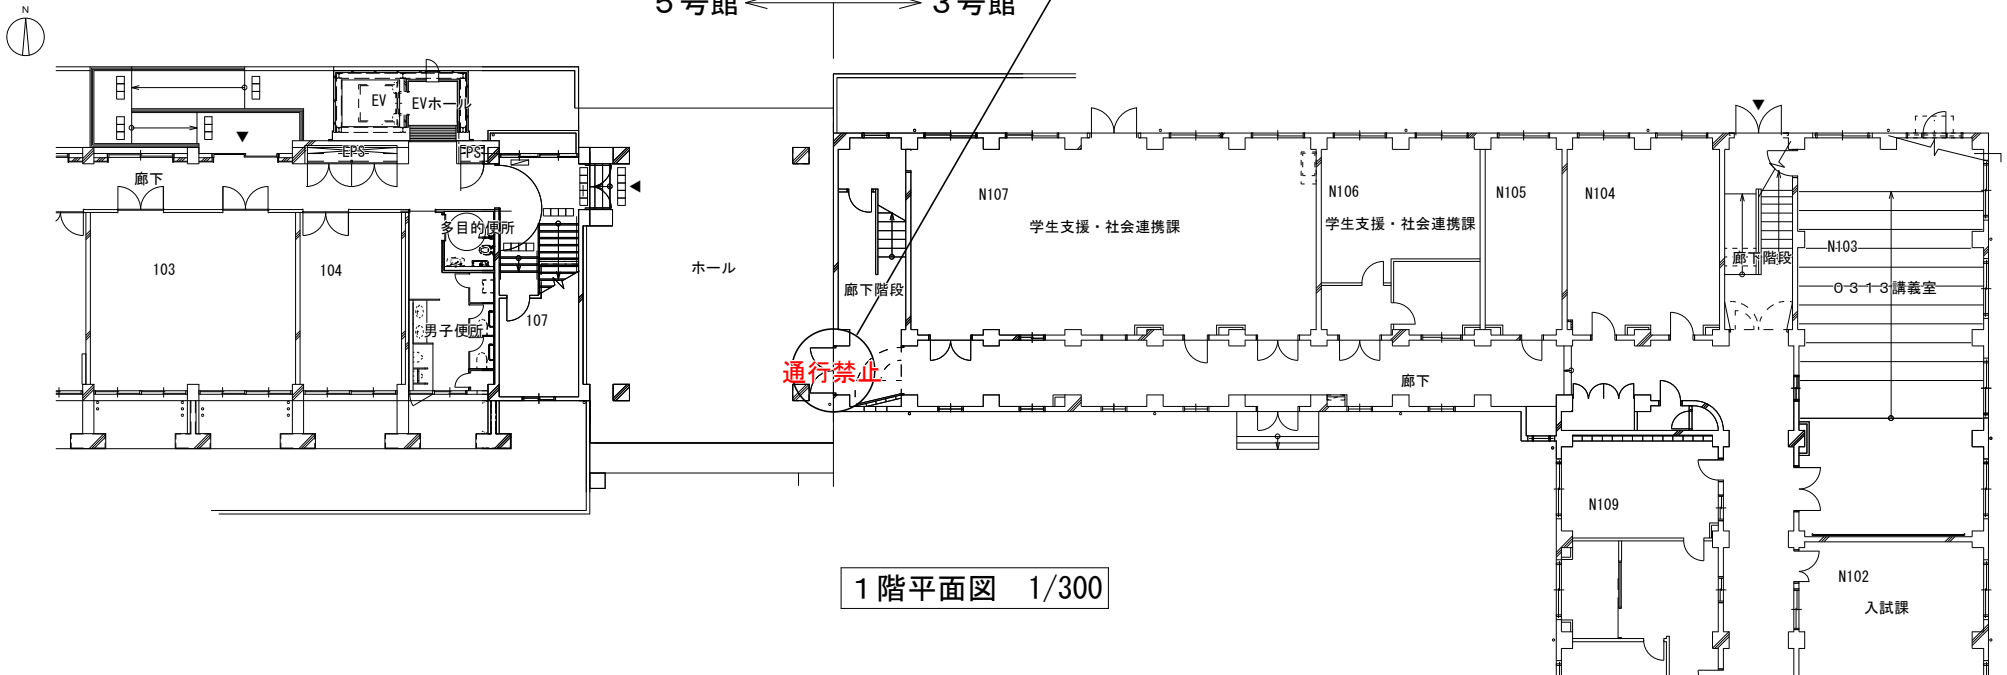 N
５号館
３号館
EV
EVホール
EPS
EPS
廊下
多目的便所
103
104
男子便所
107
ホール
廊下階段
N107
学生支援・社会連携課
N106
学生支援・社会連携課
N105
N104
N103
廊下階段
０３１３講義室
通行禁止
廊下
N109
N102
入試課
１階平面図　1/300